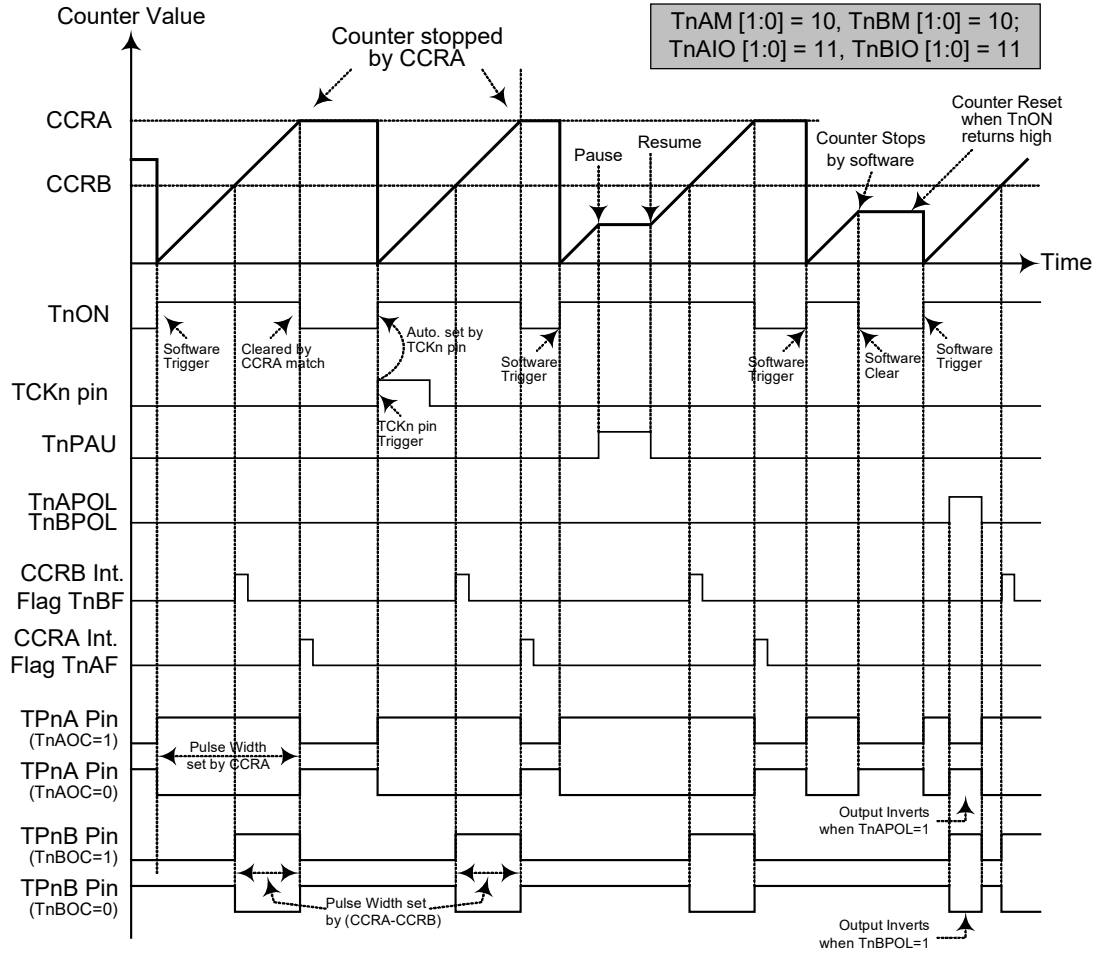 Counter Value
TnAM [1:0] = 10, TnBM [1:0] = 10;
TnAIO [1:0] = 11, TnBIO [1:0] = 11
Counter stopped
by CCRA
CCRA
CCRB
Pause
Resume
Counter Stops
by software
Counter Reset
when TnON
returns high
Time
TnON
Software
Trigger
Cleared by
CCRA match
Auto. set by
TCKn pin
Software
Trigger
Software
Trigger
Software
Clear
Software
Trigger
TCKn pin
TCKn pin
Trigger
TnPAU
TnAPOL
TnBPOL
CCRB Int.
Flag TnBF
CCRA Int.
Flag TnAF
TPnA Pin
(TnAOC=1)
Pulse Width
set by CCRA
TPnA Pin
(TnAOC=0)
Output Inverts
when TnAPOL=1
TPnB Pin
(TnBOC=1)
TPnB Pin
(TnBOC=0)
Pulse Width set
by (CCRA-CCRB)
Output Inverts
when TnBPOL=1